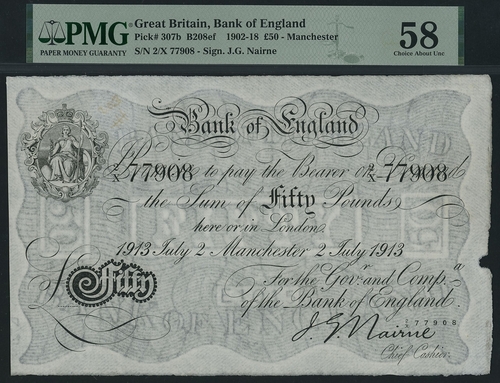 PMG
PAPER MONEY GUARANTY
Great Britain, Bank of England
Pick# 307b B208ef 1902-18 £50 - Manchester
S/N 2/X 77908 - Sign. J.G. Nairne
58
Choice About Unc
Bank of England
2/X 77908 2/X 77908
to pay the Bearer on
the Sum of Fifty Pounds
here or in London
1913 July 2 Manchester 2 July 1913
For the Govr. and Compa.
of the Bank of England.
£ Fifty
77908
J. G. Nairne
Chief Cashier.